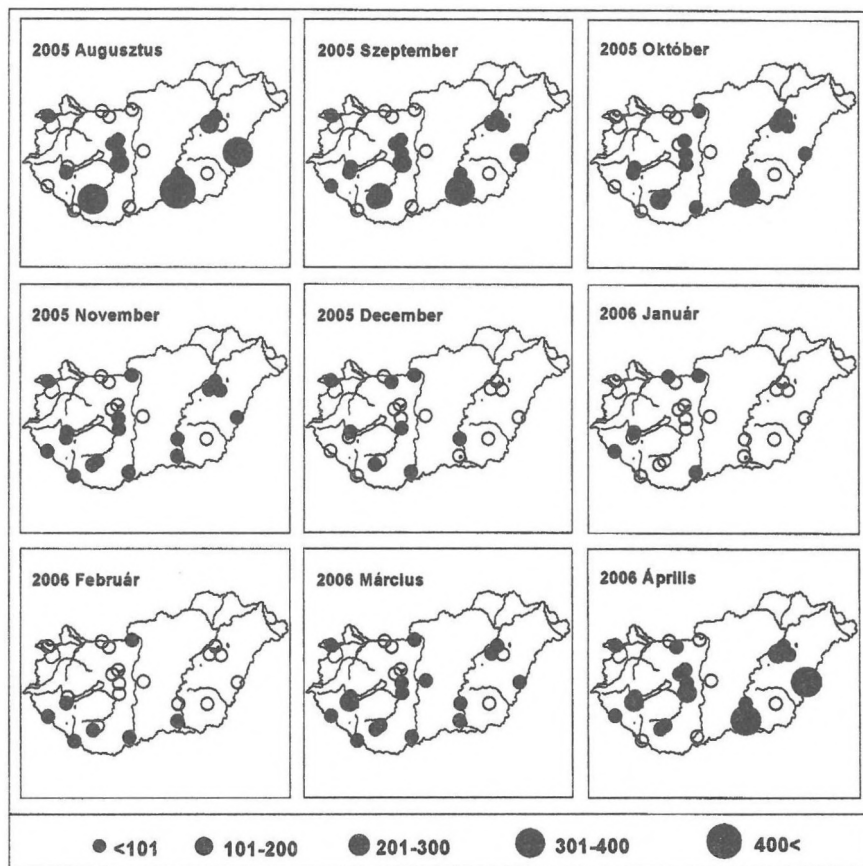 2005 Augusztus
2005 Szeptember
2005 Október
2005 November
2005 December
2006 Január
2006 Február
2006 Március
2006 Április
<101 101-200 201-300 301-400 400<